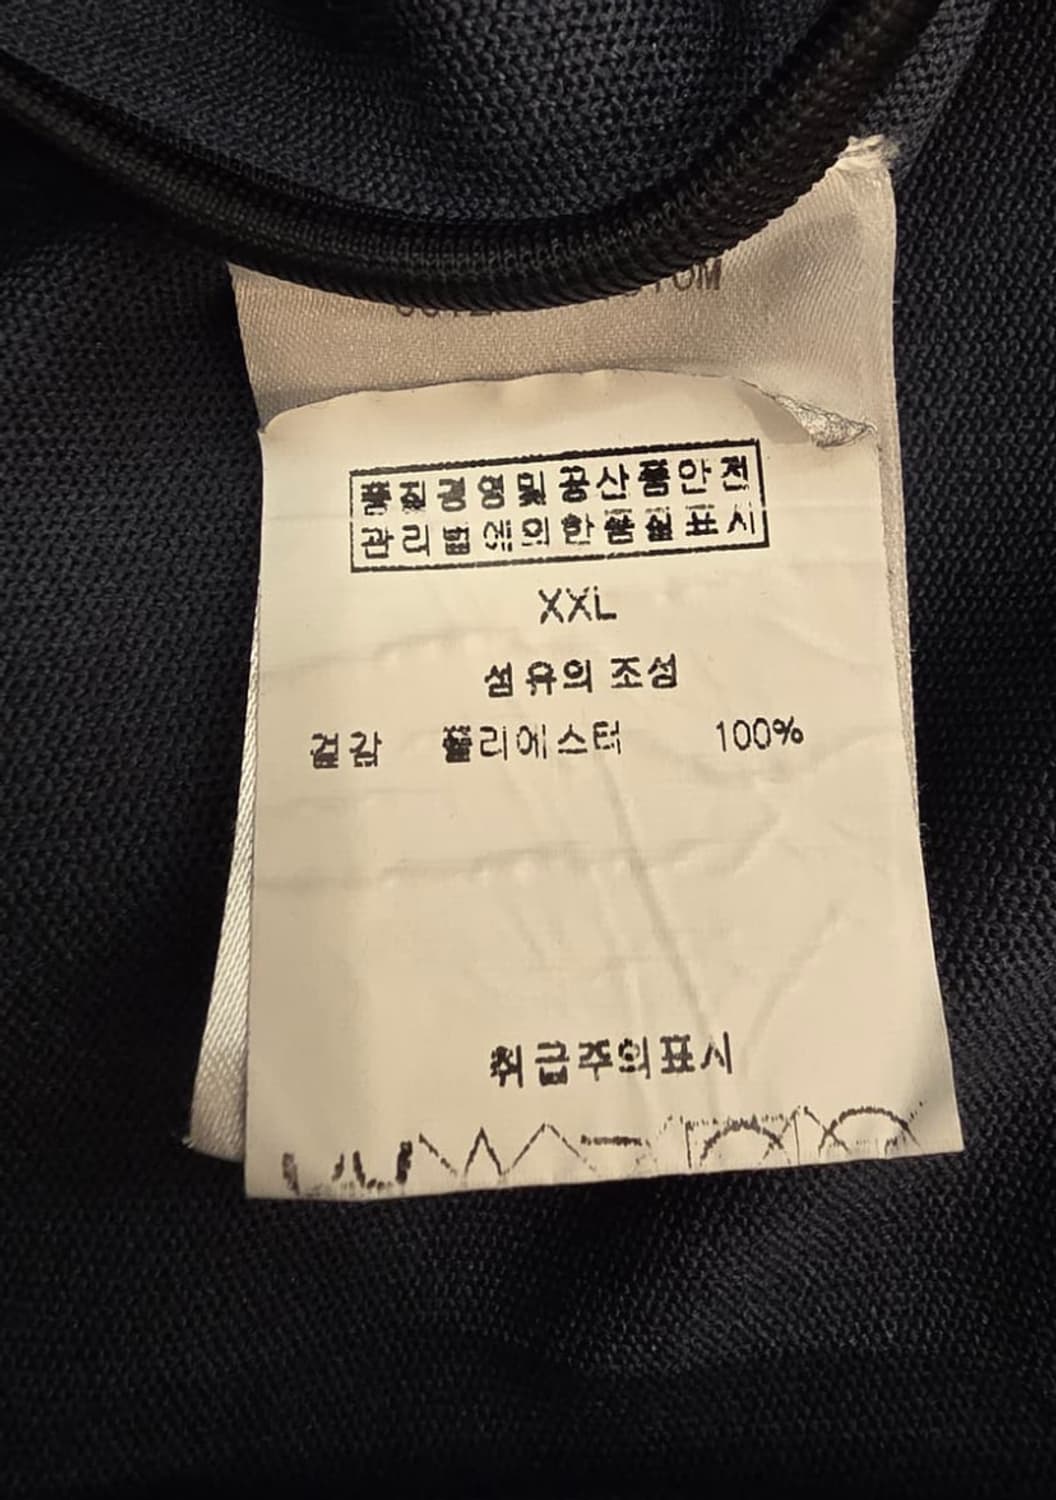 품질경영및공산품안전
관리법에의한품질표시
XXL
섬유의 조성
겉감 폴리에스터 100%
취급주의표시